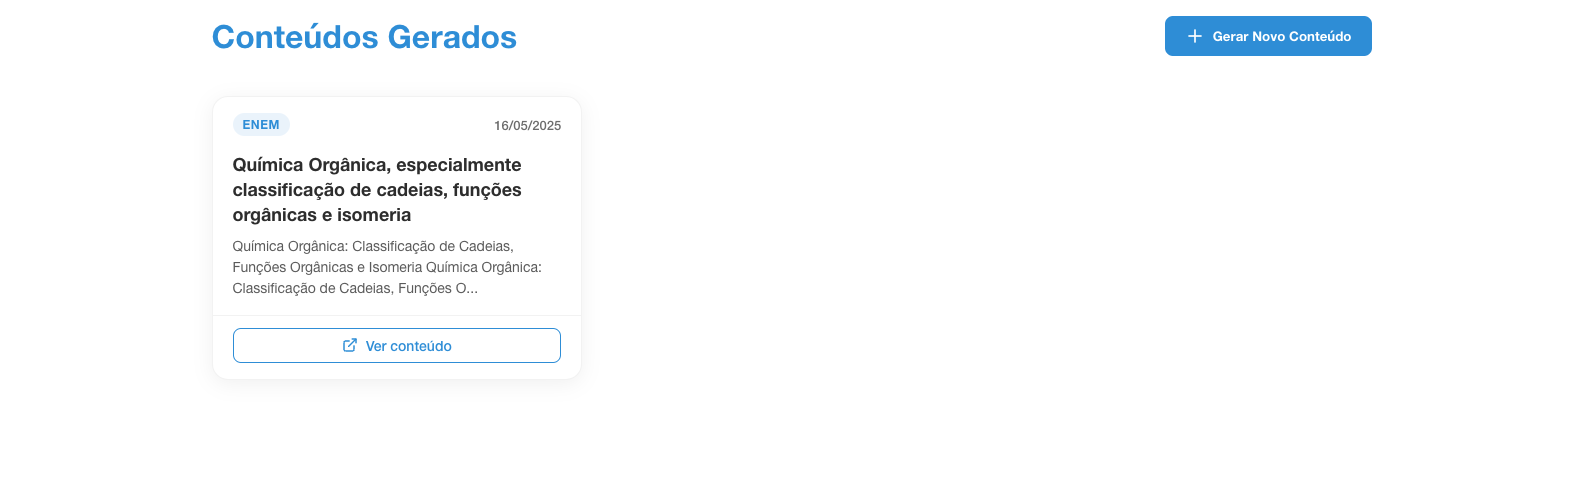 Conteúdos Gerados
Gerar Novo Conteúdo
ENEM
16/05/2025
Química Orgânica, especialmente
classificação de cadeias, funções
orgânicas e isomeria
Química Orgânica: Classificação de Cadeias,
Funções Orgânicas e Isomeria Química Orgânica:
Classificação de Cadeias, Funções O...
Ver conteúdo